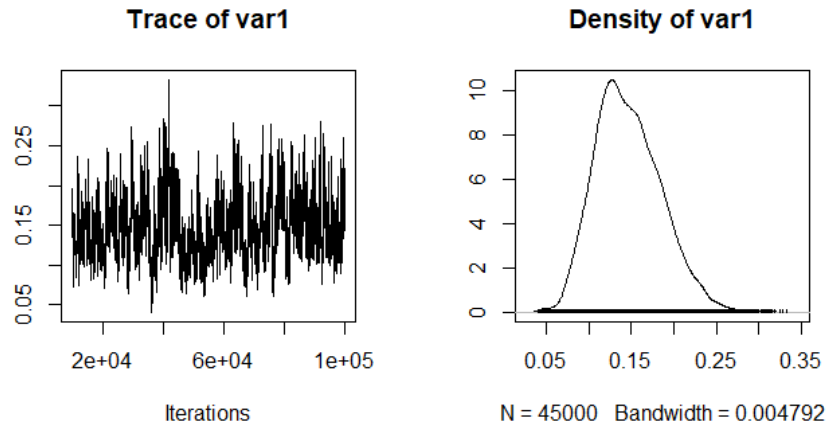 Trace of var1
0.05 0.15 0.25
2e+04 6e+04 1e+05
Iterations
Density of var1
0 2 4 6 8 10
0.05 0.15 0.25 0.35
N = 45000 Bandwidth = 0.004792